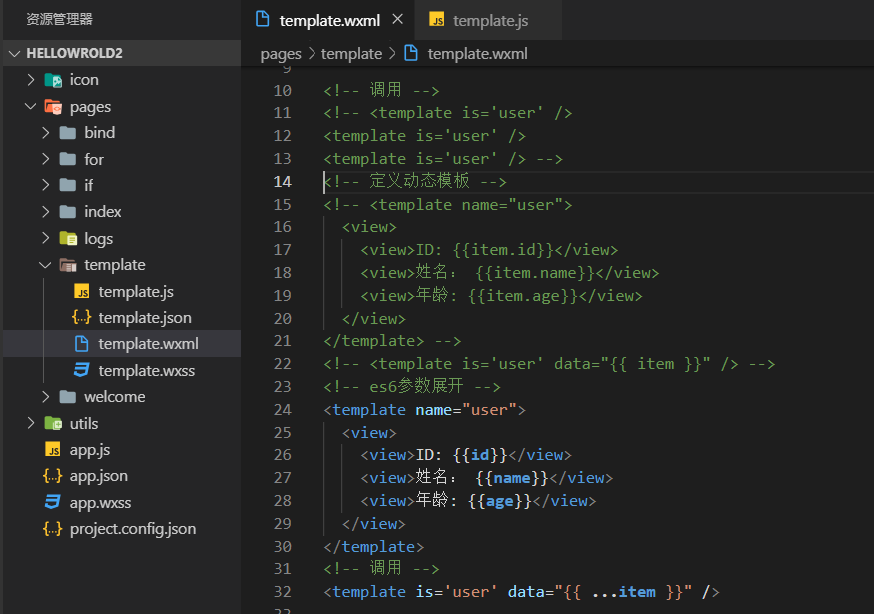 资源管理器
HELLOWROLD2
icon
pages
bind
for
if
index
logs
template
template.js
template.json
template.wxml
template.wxss
welcome
utils
app.js
app.json
app.wxss
project.config.json
template.wxml
JS template.js
pages > template > template.wxml
9
10 <!-- 调用 -->
11 <!-- <template is='user' />
12 <template is='user' />
13 <template is='user' /> -->
14 <!-- 定义动态模板 -->
15 <!-- <template name="user">
16 <view>
17 <view>ID: {{item.id}}</view>
18 <view>姓名： {{item.name}}</view>
19 <view>年龄: {{item.age}}</view>
20 </view>
21 </template> -->
22 <!-- <template is='user' data="{{ item }}" /> -->
23 <!-- es6参数展开 -->
24 <template name="user">
25 <view>
26 <view>ID: {{id}}</view>
27 <view>姓名： {{name}}</view>
28 <view>年龄: {{age}}</view>
29 </view>
30 </template>
31 <!-- 调用 -->
32 <template is='user' data="{{ ...item }}" />
33